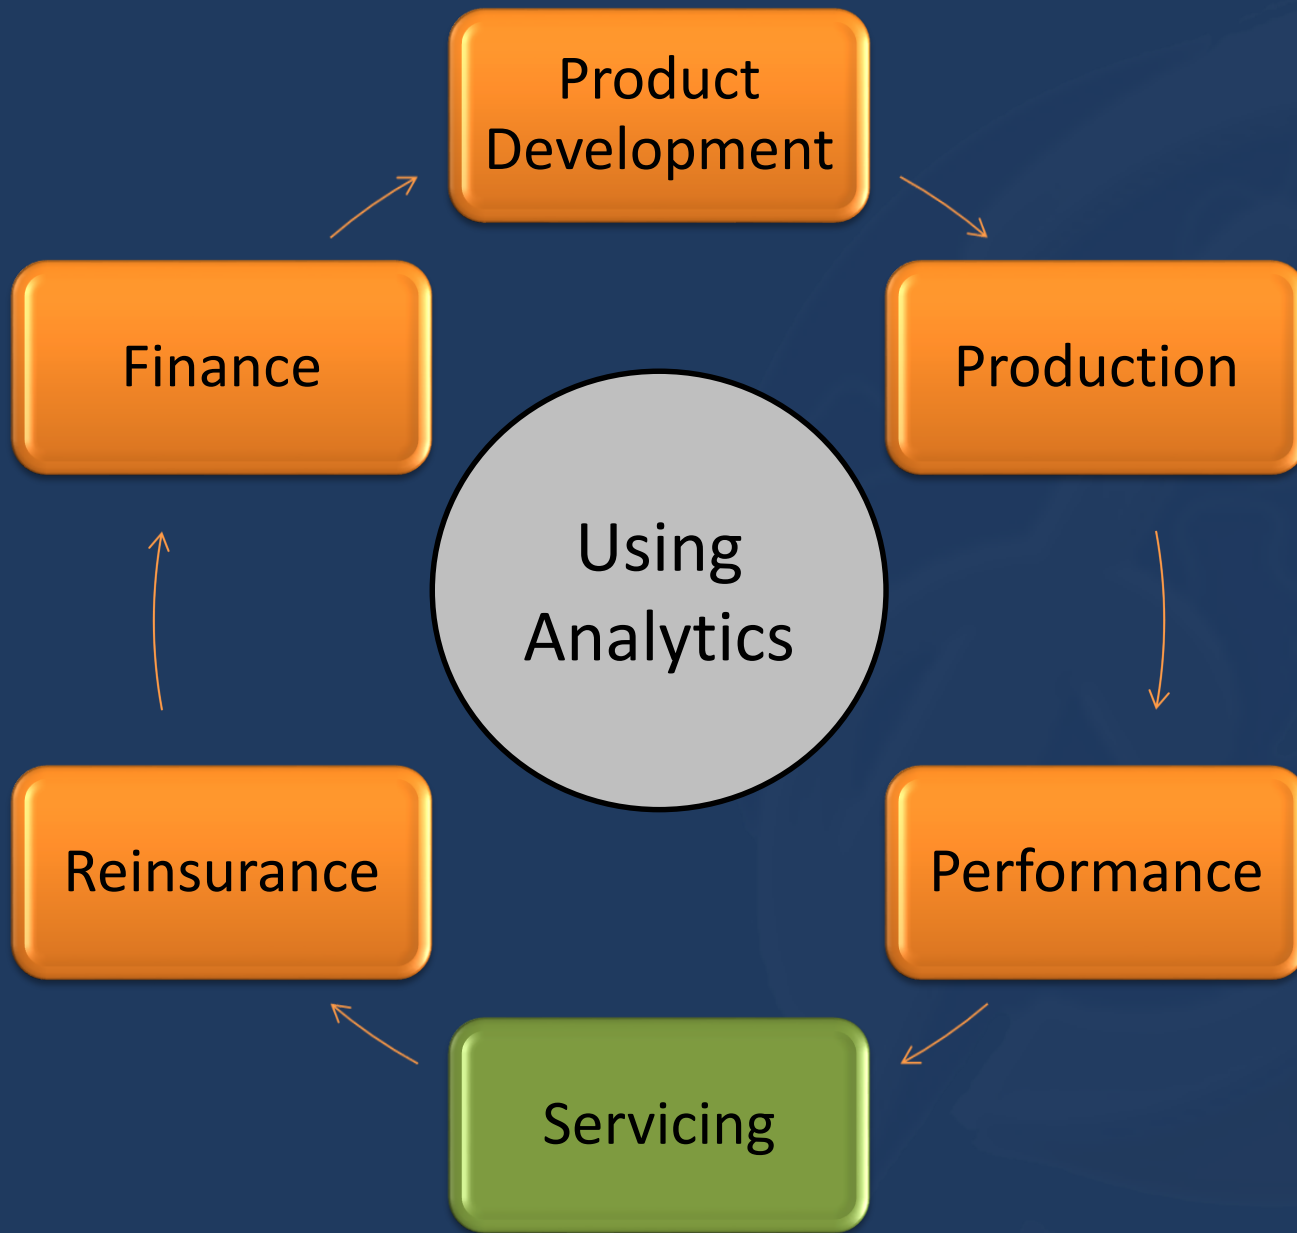 Product
Development
Finance
Production
Using
Analytics
Reinsurance
Performance
Servicing